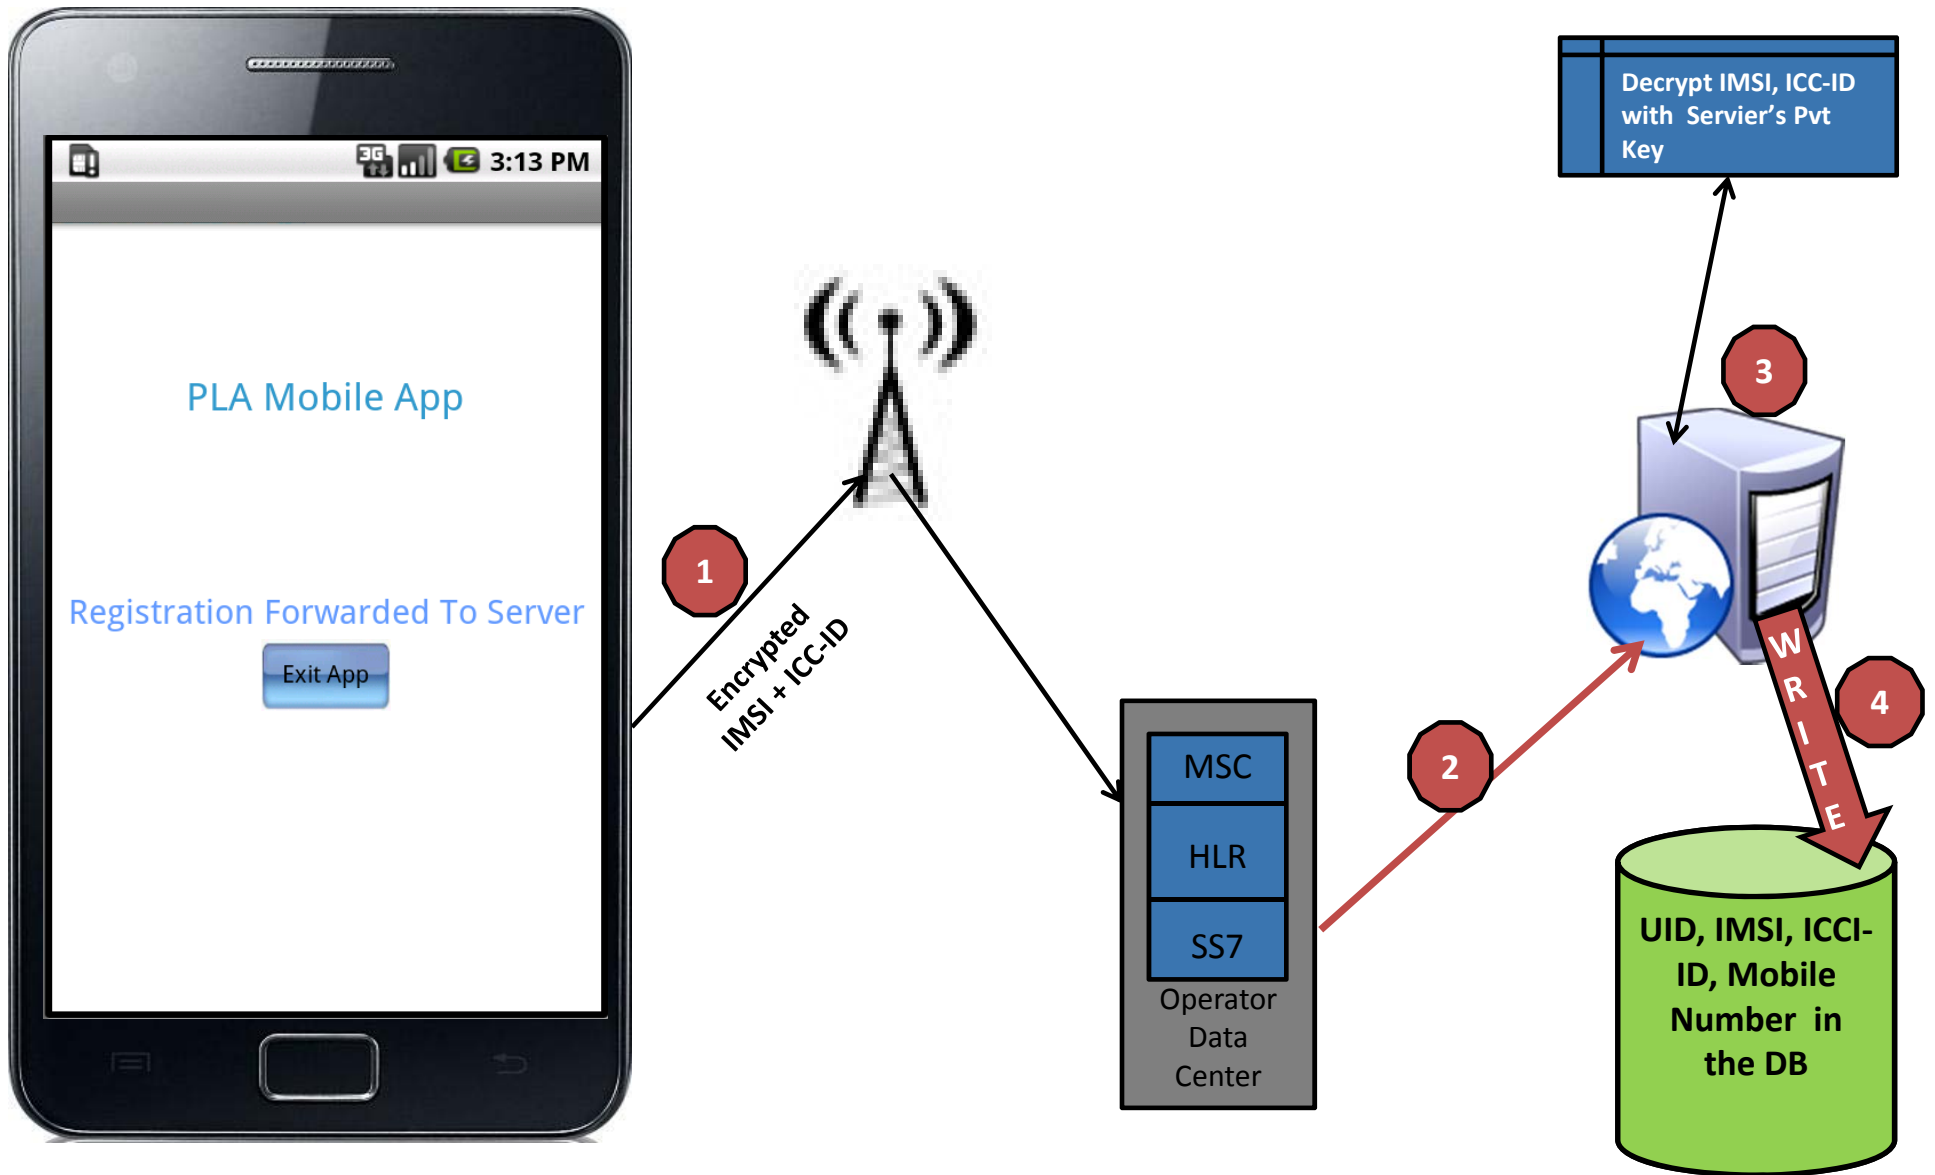 3G
3:13 PM
PLA Mobile App
Registration Forwarded To Server
Exit App
1
Encrypted
IMSI + ICC-ID
MSC
HLR
SS7
Operator
Data
Center
2
Decrypt IMSI, ICC-ID
with Servier's Pvt
Key
3
WRITE
4
UID, IMSI, ICCI-
ID, Mobile
Number in
the DB